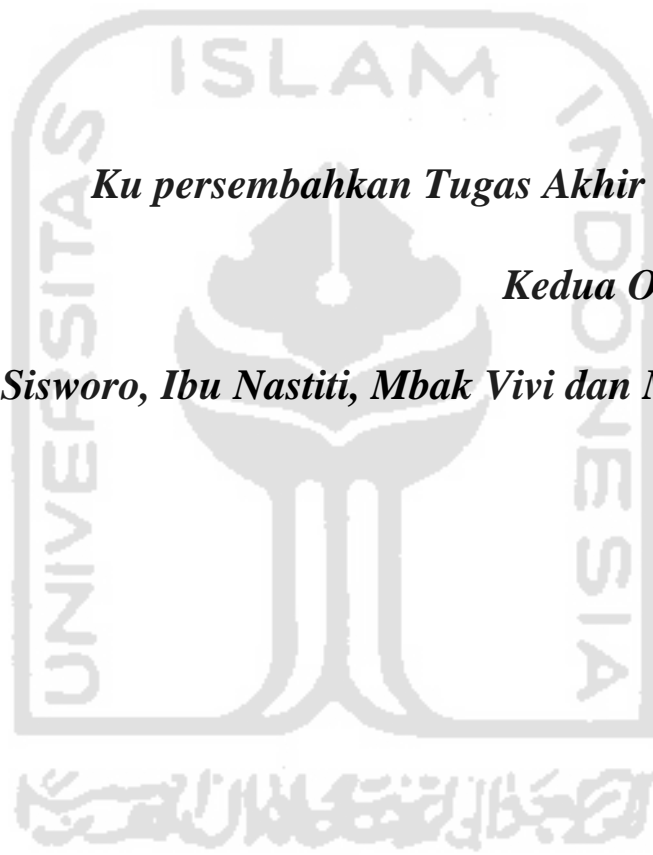 ISLAM
UNIVERSITAS
INDONESIA
Ku persembahkan Tugas Akhir
Kedua O
Sisworo, Ibu Nastiti, Mbak Vivi dan